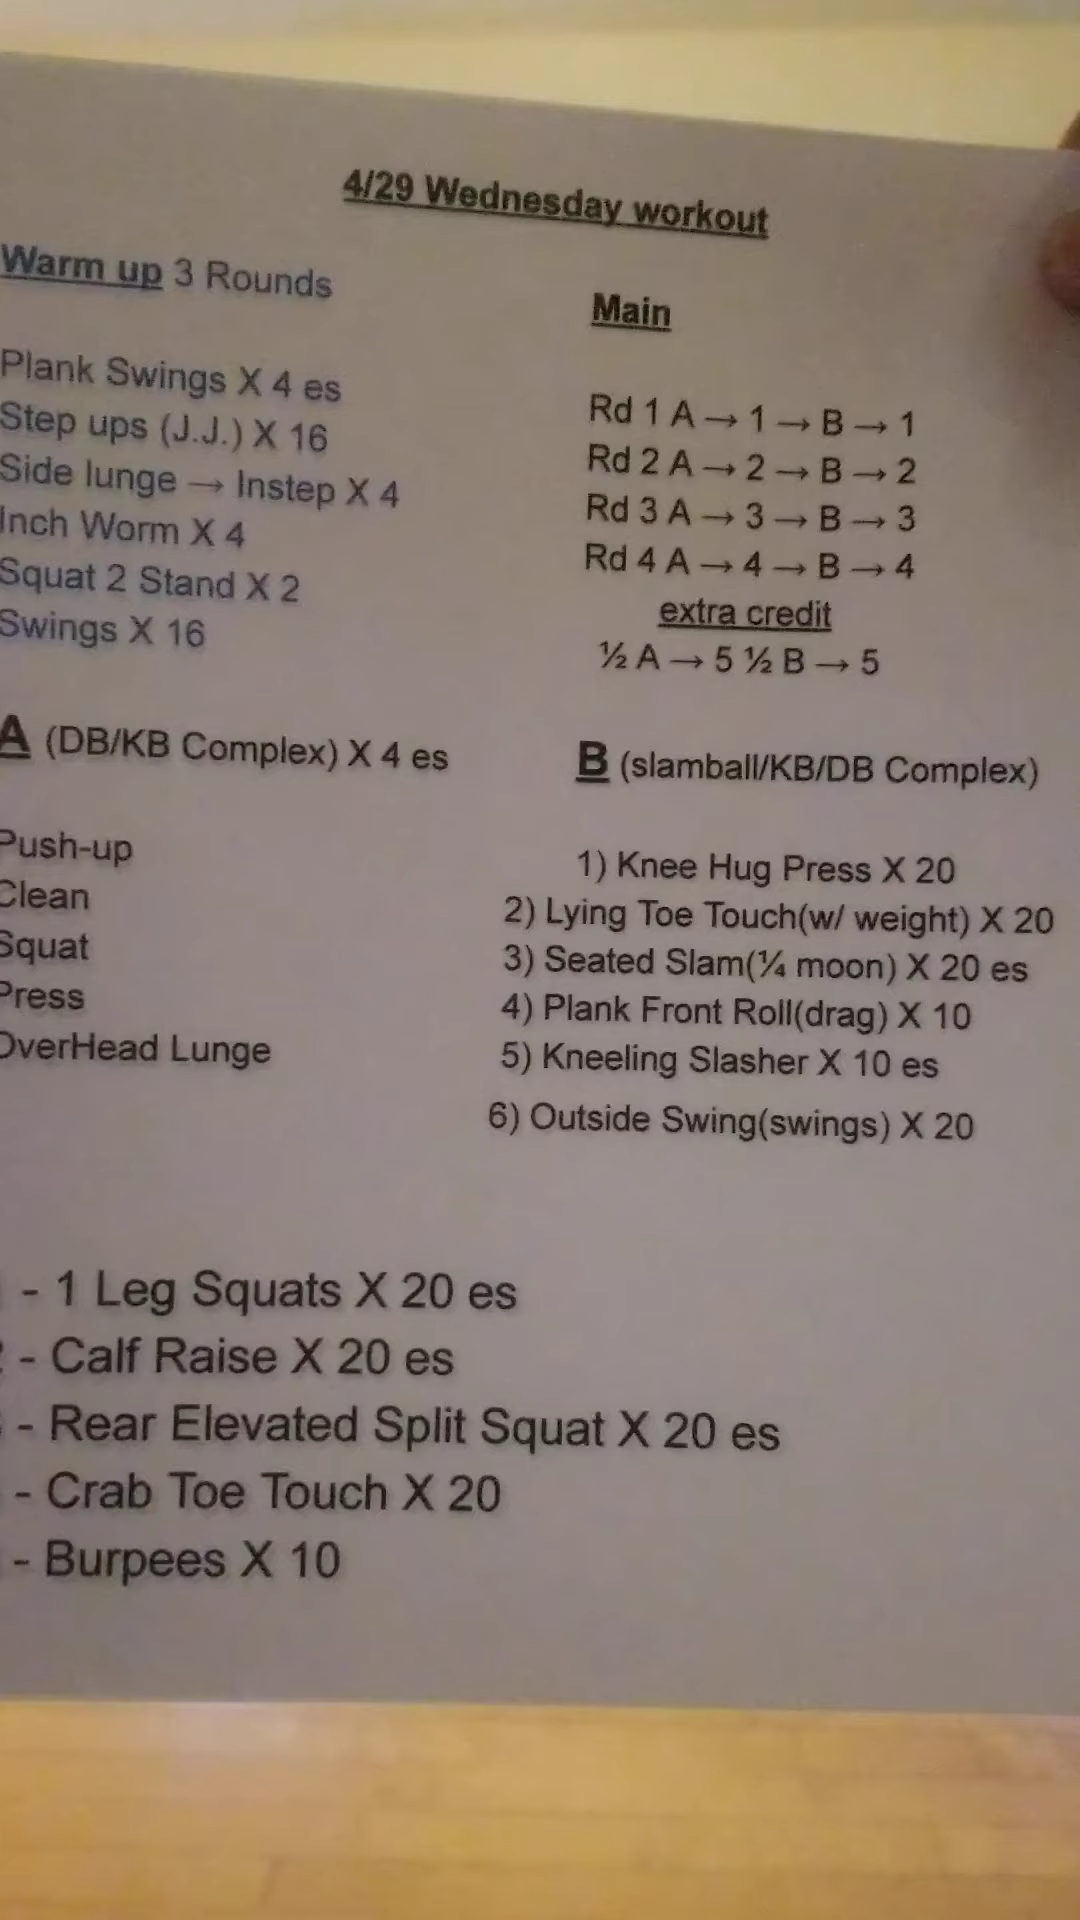 4/29 Wednesday workout
Warm up 3 Rounds
Plank Swings X 4 es
Step ups (J.J.) X 16
Side lunge → Instep X 4
Inch Worm X 4
Squat 2 Stand X 2
Swings X 16
Main
Rd 1 A → 1 → B → 1
Rd 2 A → 2 → B → 2
Rd 3 A → 3 → B → 3
Rd 4 A → 4 → B → 4
extra credit
½ A → 5 ½ B → 5
A (DB/KB Complex) X 4 es
Push-up
Clean
Squat
Press
OverHead Lunge
B (slamball/KB/DB Complex)
1) Knee Hug Press X 20
2) Lying Toe Touch(w/ weight) X 20
3) Seated Slam(¼ moon) X 20 es
4) Plank Front Roll(drag) X 10
5) Kneeling Slasher X 10 es
6) Outside Swing(swings) X 20
- 1 Leg Squats X 20 es
- Calf Raise X 20 es
- Rear Elevated Split Squat X 20 es
- Crab Toe Touch X 20
- Burpees X 10